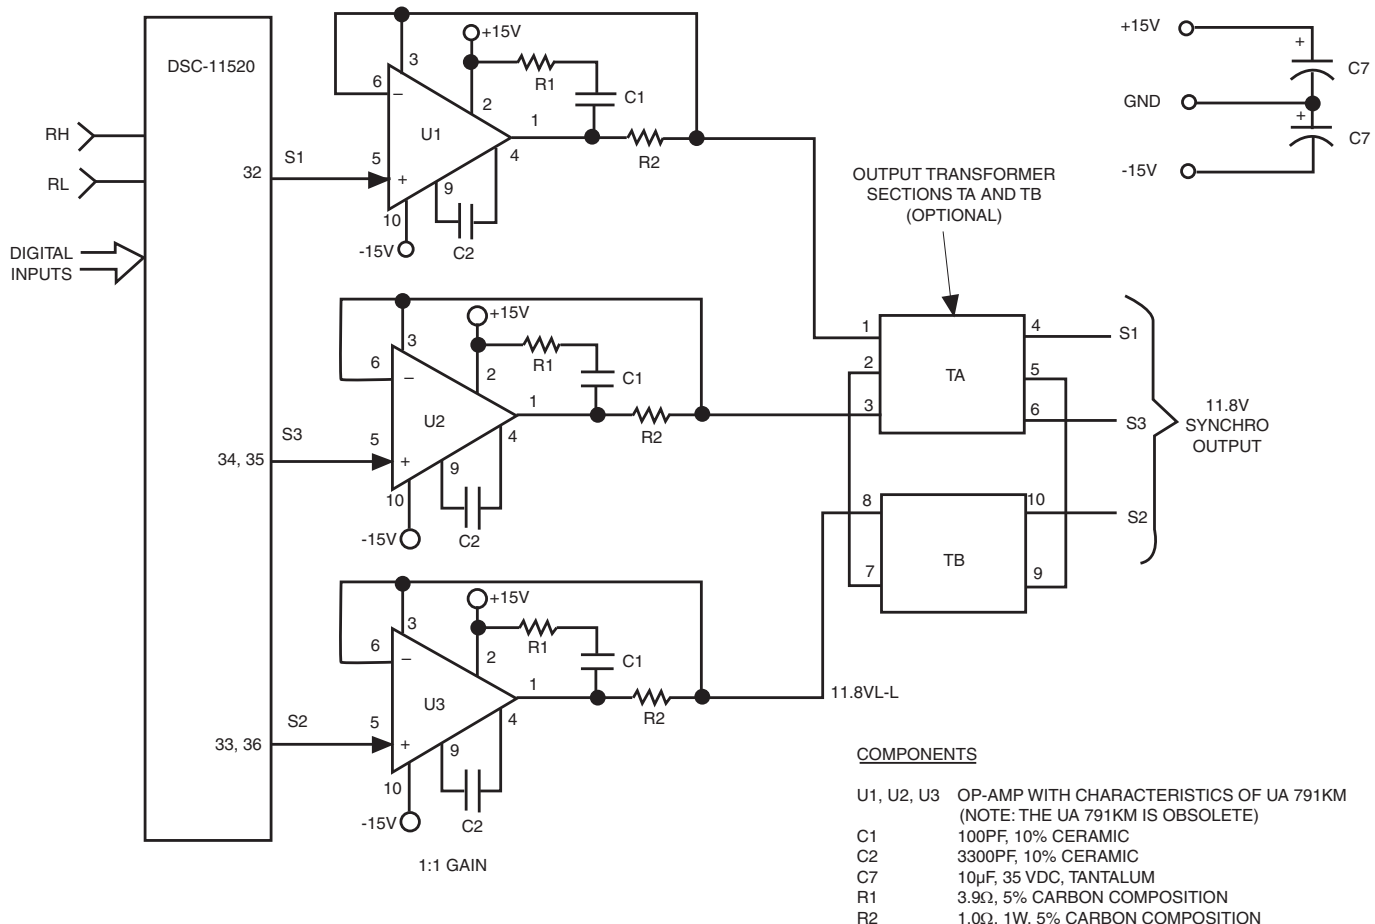 DSC-11520
RH
RL
DIGITAL
INPUTS
32
S1
34, 35
S3
33, 36
S2
+15V
3
6
–
2
R1
C1
U1
1
4
R2
5
+
9
10
-15V
C2
+15V
3
6
–
2
R1
C1
U2
1
4
R2
5
+
9
10
-15V
C2
+15V
3
6
–
2
R1
C1
U3
1
4
R2
5
+
9
10
-15V
C2
1:1 GAIN
11.8VL-L
+15V
+
C7
GND
+
C7
-15V
OUTPUT TRANSFORMER
SECTIONS TA AND TB
(OPTIONAL)
1
2
3
TA
4
5
6
S1
S3
8
7
TB
10
9
S2
11.8V
SYNCHRO
OUTPUT
COMPONENTS
U1, U2, U3 OP-AMP WITH CHARACTERISTICS OF UA 791KM
(NOTE: THE UA 791KM IS OBSOLETE)
C1 100PF, 10% CERAMIC
C2 3300PF, 10% CERAMIC
C7 10µF, 35 VDC, TANTALUM
R1 3.9Ω, 5% CARBON COMPOSITION
R2 1.0Ω, 1W, 5% CARBON COMPOSITION